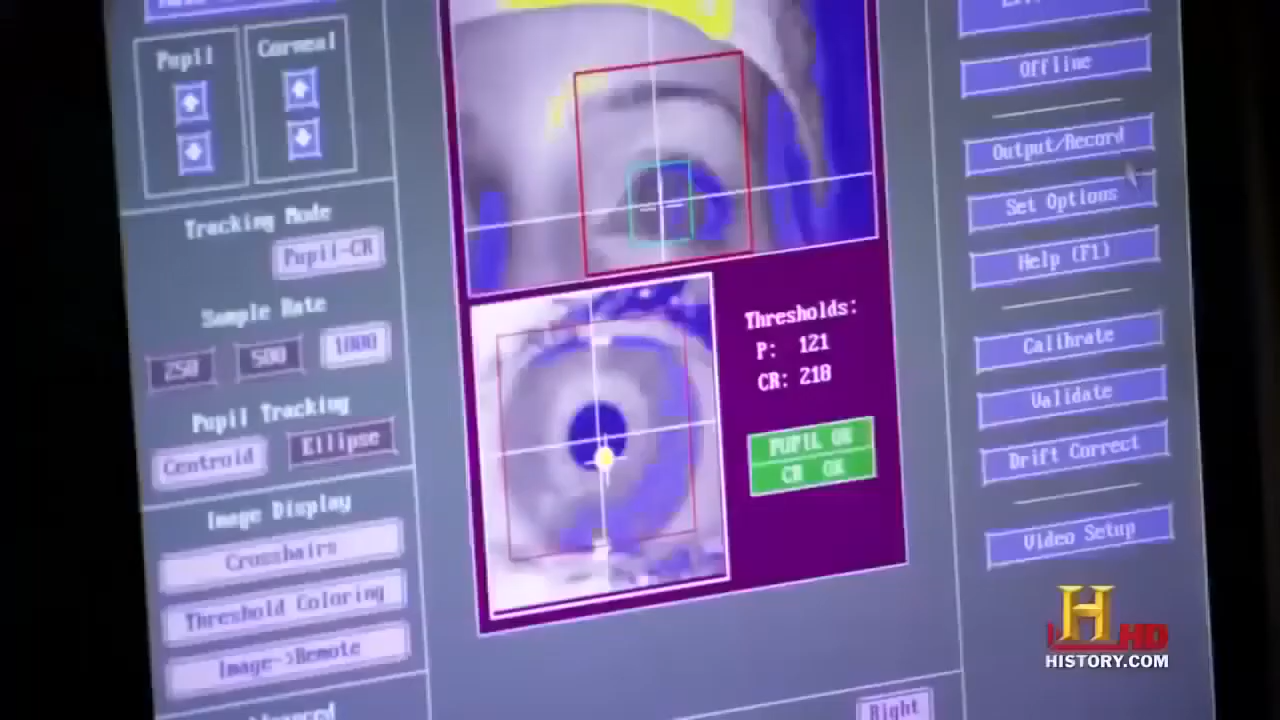 Pupil
Corneal
Tracking Mode
Pupil-CR
Sample Rate
250
500
1000
Pupil Tracking
Centroid
Ellipse
Image Display
Crosshairs
Threshold Coloring
Image->Remote
Thresholds:
P: 121
CR: 218
PUPIL OK
CR OK
Offline
Output/Record
Set Options
Help (F1)
Calibrate
Validate
Drift Correct
Video Setup
Right
H
HD
HISTORY.COM